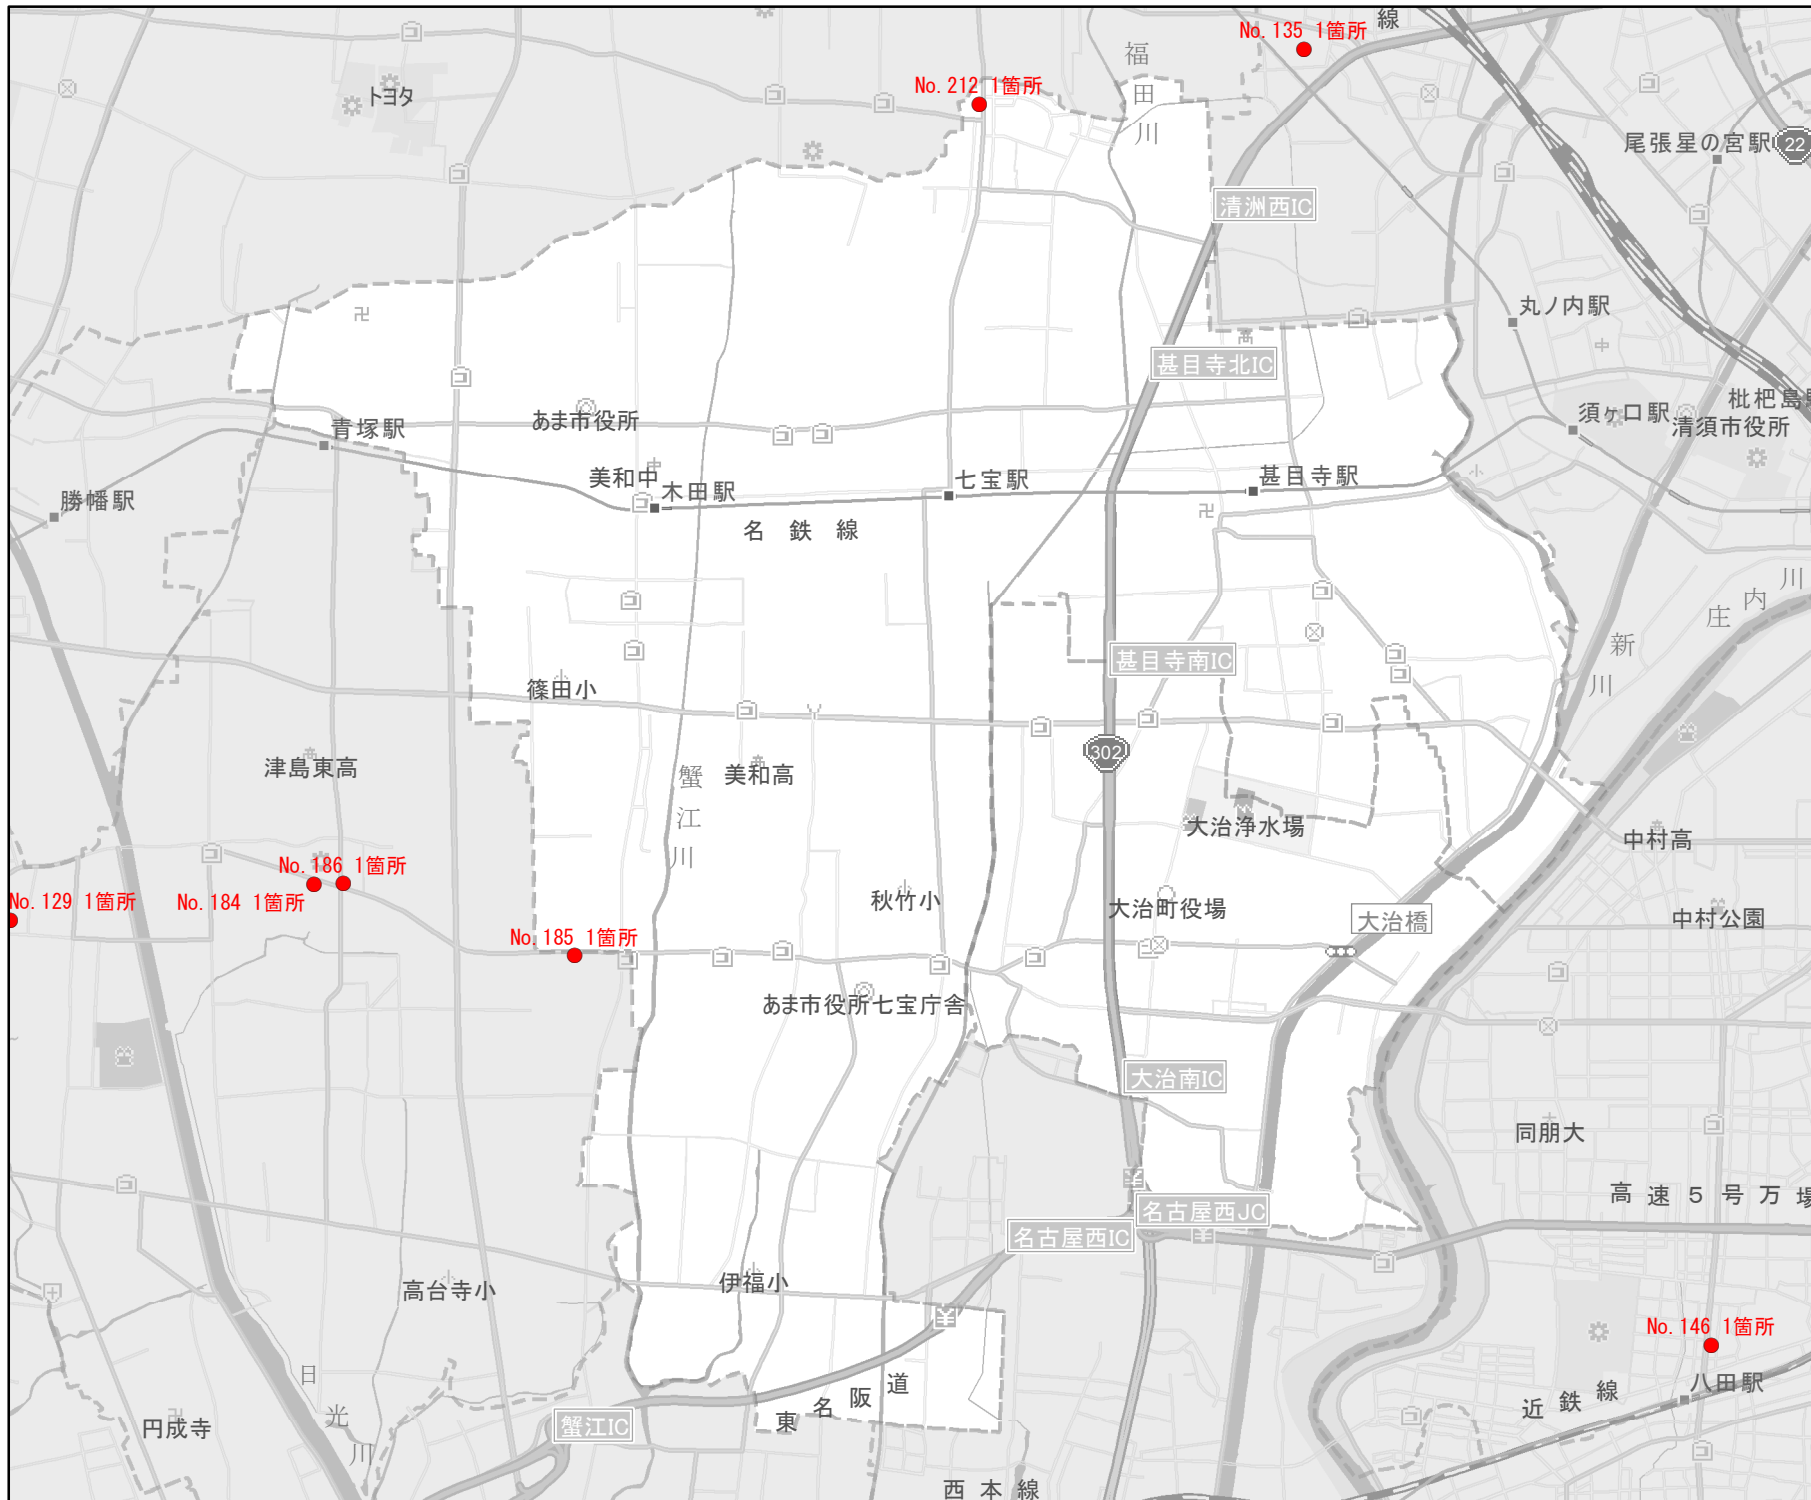 線
No.135 1箇所
福田川
No.212 1箇所
トヨタ
尾張星の宮駅
22
清洲西IC
丸ノ内駅
甚目寺北IC
枇杷島
須ヶ口駅
清須市役所
あま市役所
青塚駅
美和中
木田駅
七宝駅
甚目寺駅
勝幡駅
名鉄線
庄内川
新川
甚目寺南IC
篠田小
302
津島東高
蟹江川
美和高
大治浄水場
中村高
No.186 1箇所
No.129 1箇所
No.184 1箇所
秋竹小
大治町役場
大治橋
中村公園
No.185 1箇所
あま市役所七宝庁舎
大治南IC
同朋大
高速5号万場
名古屋西JC
名古屋西IC
高台寺小
伊福小
No.146 1箇所
八田駅
近鉄線
日光川
東名阪道
蟹江IC
円成寺
西本線